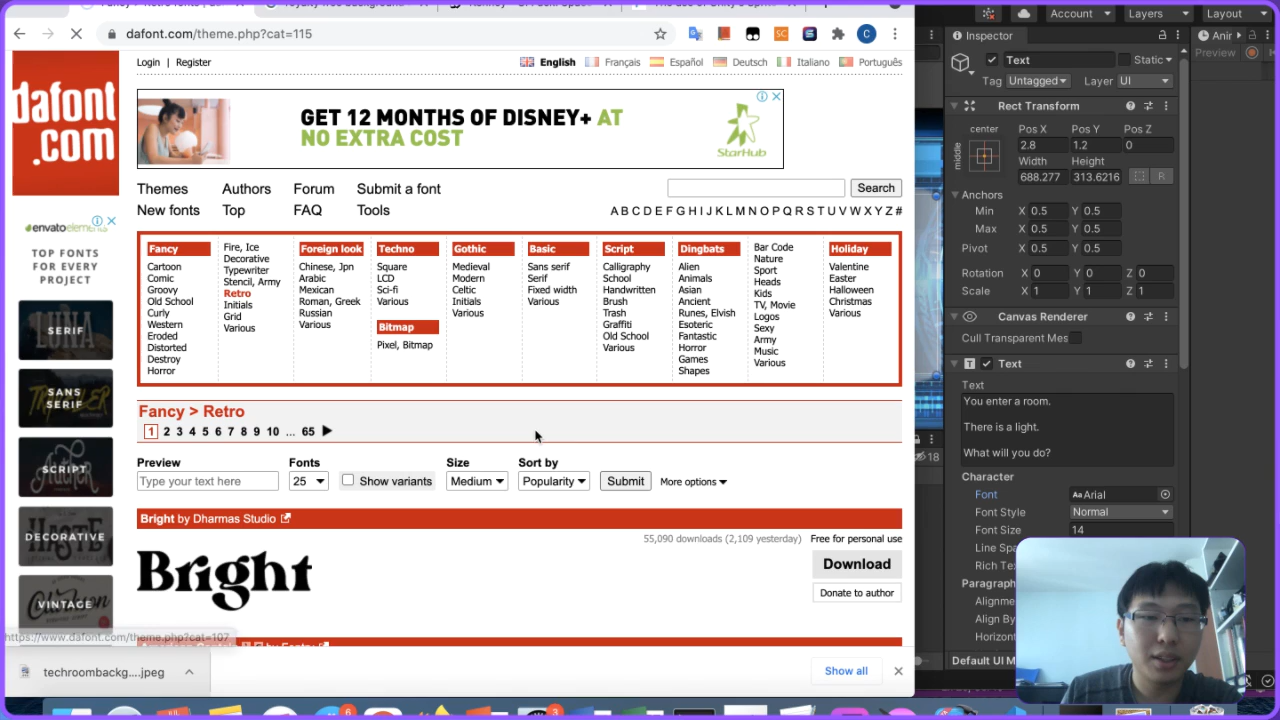 dafont.com/theme.php?cat=115
Login | Register
English Français Español Deutsch Italiano Português
dafont
.com
GET 12 MONTHS OF DISNEY+ AT
NO EXTRA COST
StarHub
Themes Authors Forum Submit a font
New fonts Top FAQ Tools
Search
A B C D E F G H I J K L M N O P Q R S T U V W X Y Z #
envatoelements
TOP FONTS
FOR EVERY
PROJECT
SERIF
SANS
SERIF
SCRIPT
DECORATIVE
VINTAGE
Fancy
Cartoon
Comic
Groovy
Old School
Curly
Western
Eroded
Distorted
Destroy
Horror
Fire, Ice
Decorative
Typewriter
Stencil, Army
Retro
Initials
Grid
Various
Foreign look
Chinese, Jpn
Arabic
Mexican
Roman, Greek
Russian
Various
Techno
Square
LCD
Sci-fi
Various
Bitmap
Pixel, Bitmap
Gothic
Medieval
Modern
Celtic
Initials
Various
Basic
Sans serif
Serif
Fixed width
Various
Script
Calligraphy
School
Handwritten
Brush
Trash
Graffiti
Old School
Various
Dingbats
Alien
Animals
Asian
Ancient
Runes, Elvish
Esoteric
Fantastic
Horror
Games
Shapes
Bar Code
Nature
Sport
Heads
Kids
TV, Movie
Logos
Sexy
Army
Music
Various
Holiday
Valentine
Easter
Halloween
Christmas
Various
Fancy > Retro
1 2 3 4 5 6 7 8 9 10 ... 65
Preview Fonts Size Sort by
Type your text here 25 Show variants Medium Popularity Submit More options
Bright by Dharmas Studio
55,090 downloads (2,109 yesterday) Free for personal use
Bright
Download
Donate to author
https://www.dafont.com/theme.php?cat=107
techroombackg....jpeg
Show all
Account Layers Layout
Inspector
Anir
Preview
Text Static
Tag Untagged Layer UI
Rect Transform
center Pos X Pos Y Pos Z
middle 2.8 1.2 0
Width Height
688.277 313.6216 R
Anchors
Min X 0.5 Y 0.5
Max X 0.5 Y 0.5
Pivot X 0.5 Y 0.5
Rotation X 0 Y 0 Z 0
Scale X 1 Y 1 Z 1
Canvas Renderer
Cull Transparent Mes
Text
Text
You enter a room.
There is a light.
What will you do?
Character
Font Arial
Font Style Normal
Font Size 14
Line Spa
Rich Tex
Paragrap
Alignme
Align By
Horizont
Default UI M
18